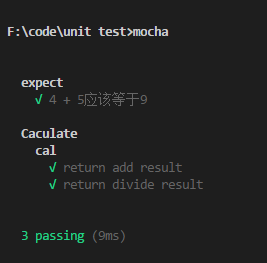 F:\code\unit test>mocha
expect
√ 4 + 5应该等于9
Caculate
cal
√ return add result
√ return divide result
3 passing (9ms)